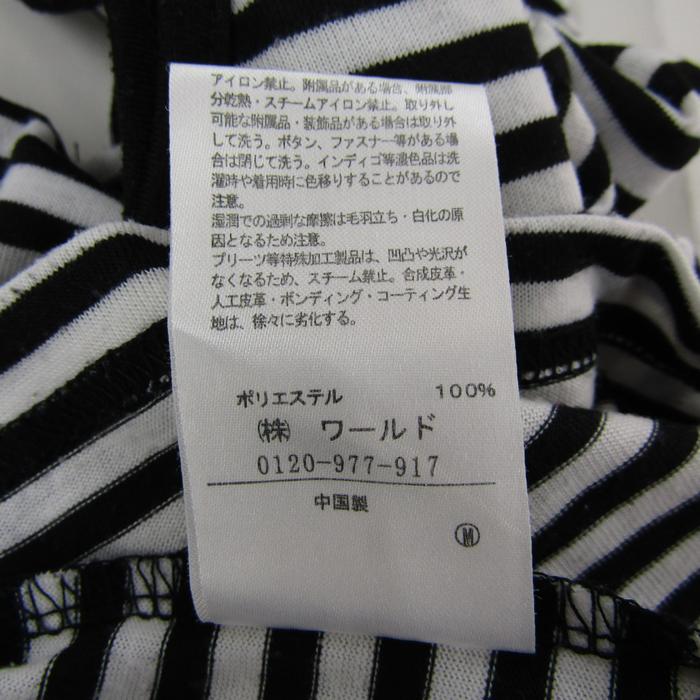 アイロン禁止。附属品がある場合、附属部
分乾熱・スチームアイロン禁止。取り外し
可能な附属品・装飾品がある場合は取り外
して洗う。ボタン、ファスナー等がある場
合は閉じて洗う。インディゴ等濃色品は洗
濯時や着用時に色移りすることがあるので
注意。
湿潤での過剰な摩擦は毛羽立ち・白化の原
因となるため注意。
プリーツ等特殊加工製品は、凹凸や光沢が
なくなるため、スチーム禁止。合成皮革・
人工皮革・ボンディング・コーティング生
地は、徐々に劣化する。
ポリエステル 100%
㈱ ワールド
0120-977-917
中国製
Ⓜ